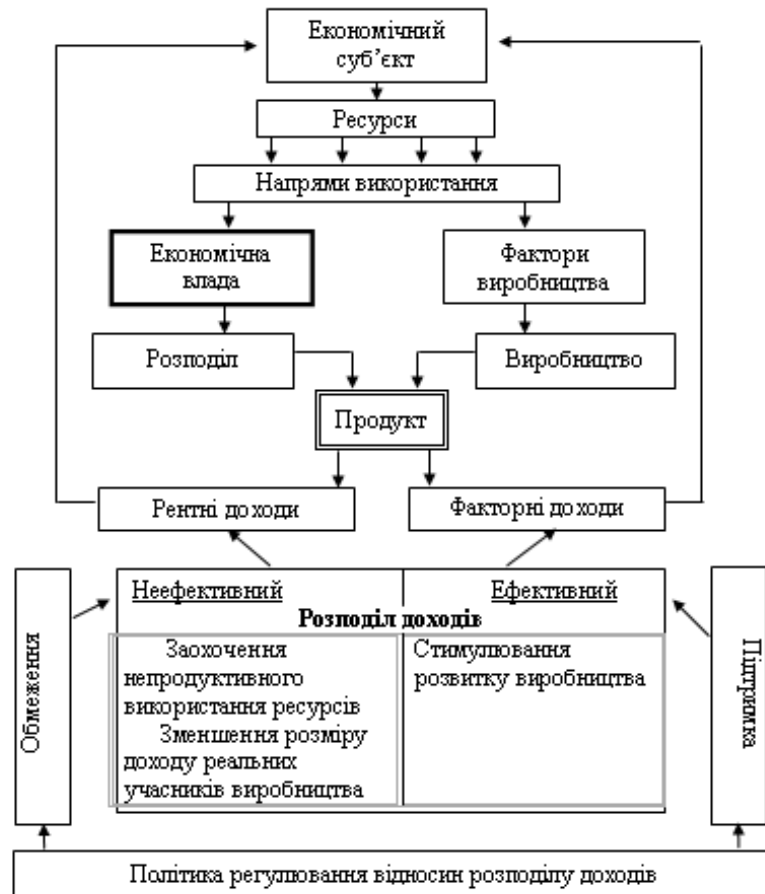 Економічний
суб’єкт
Ресурси
Напрями використання
Економічна
влада
Фактори
виробництва
Розподіл
Виробництво
Продукт
Рентні доходи
Факторні доходи
Обмеження
Неефективний
Ефективний
Розподіл доходів
Заохочення
непродуктивного
використання ресурсів
Зменшення розміру
доходу реальних
учасників виробництва
Стимулювання
розвитку виробництва
Підтримка
Політика регулювання відносин розподілу доходів